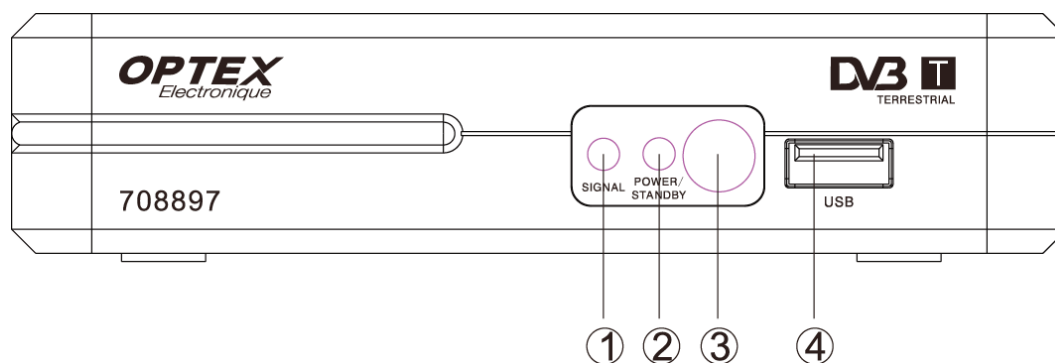 OPTEX
Electronique
DVB T
TERRESTRIAL
SIGNAL
POWER/
STANDBY
USB
708897
① ② ③ ④